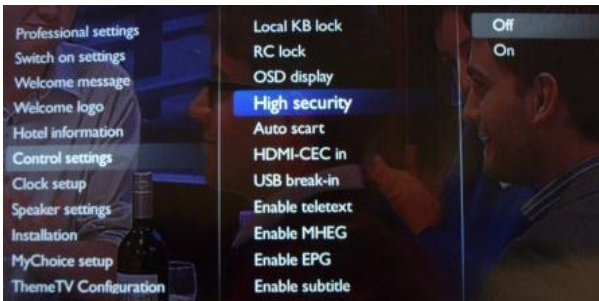 Professional settings
Switch on settings
Welcome message
Welcome logo
Hotel information
Control settings
Clock setup
Speaker settings
Installation
MyChoice setup
ThemeTV Configuration
Local KB lock
RC lock
OSD display
High security
Auto scart
HDMI-CEC in
USB break-in
Enable teletext
Enable MHEG
Enable EPG
Enable subtitle
Off
On